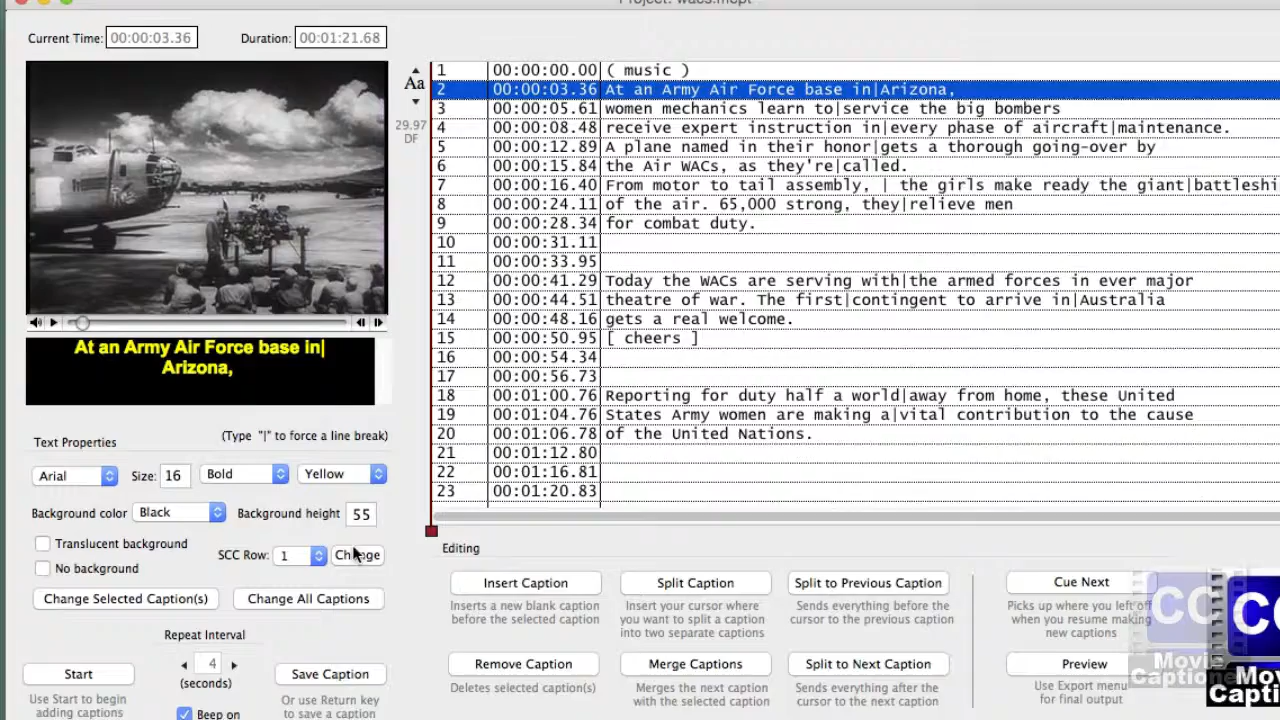 Project: wacs.mcpt
Current Time: 00:00:03.36 Duration: 00:01:21.68
Aa
29.97
DF
1 00:00:00.00 ( music )
2 00:00:03.36 At an Army Air Force base in|Arizona,
3 00:00:05.61 women mechanics learn to|service the big bombers
4 00:00:08.48 receive expert instruction in|every phase of aircraft|maintenance.
5 00:00:12.89 A plane named in their honor|gets a thorough going-over by
6 00:00:15.84 the Air WACs, as they're|called.
7 00:00:16.40 From motor to tail assembly, | the girls make ready the giant|battleshi
8 00:00:24.11 of the air. 65,000 strong, they|relieve men
9 00:00:28.34 for combat duty.
10 00:00:31.11
11 00:00:33.95
12 00:00:41.29 Today the WACs are serving with|the armed forces in ever major
13 00:00:44.51 theatre of war. The first|contingent to arrive in|Australia
14 00:00:48.16 gets a real welcome.
15 00:00:50.95 [ cheers ]
16 00:00:54.34
17 00:00:56.73
18 00:01:00.76 Reporting for duty half a world|away from home, these United
19 00:01:04.76 States Army women are making a|vital contribution to the cause
20 00:01:06.78 of the United Nations.
21 00:01:12.80
22 00:01:16.81
23 00:01:20.83
At an Army Air Force base in|
Arizona,
Text Properties (Type "|" to force a line break)
Arial Size: 16 Bold Yellow
Background color Black Background height 55
Translucent background
No background
SCC Row: 1 Change
Change Selected Caption(s) Change All Captions
Repeat Interval
4
(seconds)
Start
Use Start to begin
adding captions
Save Caption
Or use Return key
to save a caption
Beep on
Editing
Insert Caption
Inserts a new blank caption
before the selected caption
Split Caption
Insert your cursor where
you want to split a caption
into two separate captions
Split to Previous Caption
Sends everything before the
cursor to the previous caption
Cue Next
Picks up where you left off
when you resume making
new captions
Remove Caption
Deletes selected caption(s)
Merge Captions
Merges the next caption
with the selected caption
Split to Next Caption
Sends everything after the
cursor to the next caption
Preview
Use Export menu
for final output
CC
Movie
Captione
CC
Mov
Captio